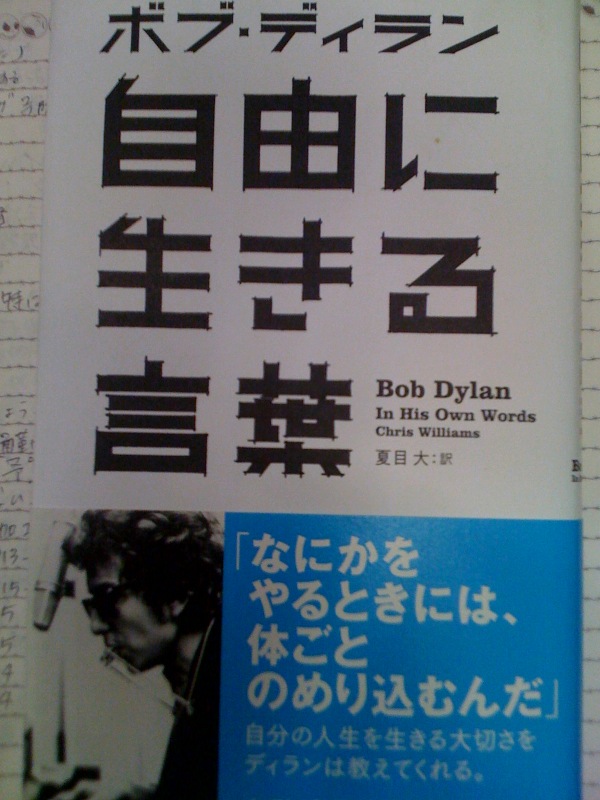 ボブ・ディラン
自由に
生きる
言葉
Bob Dylan
In His Own Words
Chris Williams
夏目 大：訳
「なにかを
やるときには、
体ごと
のめり込むんだ」
自分の人生を生きる大切さを
ディランは教えてくれる。